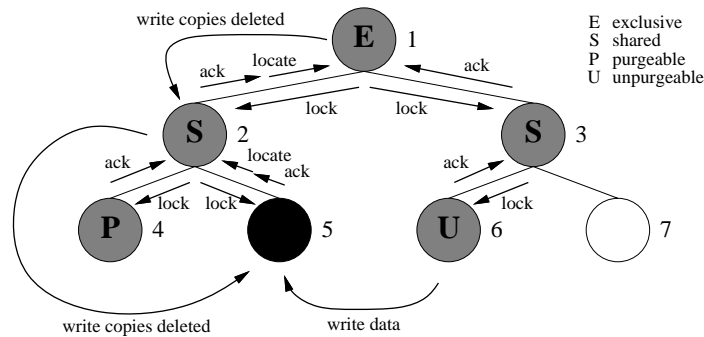 write copies deleted
E 1
E exclusive
S shared
P purgeable
U unpurgeable
ack
locate
ack
lock
lock
S 2
S 3
ack
locate
ack
ack
lock
lock
lock
P 4
5
U 6
7
write copies deleted
write data